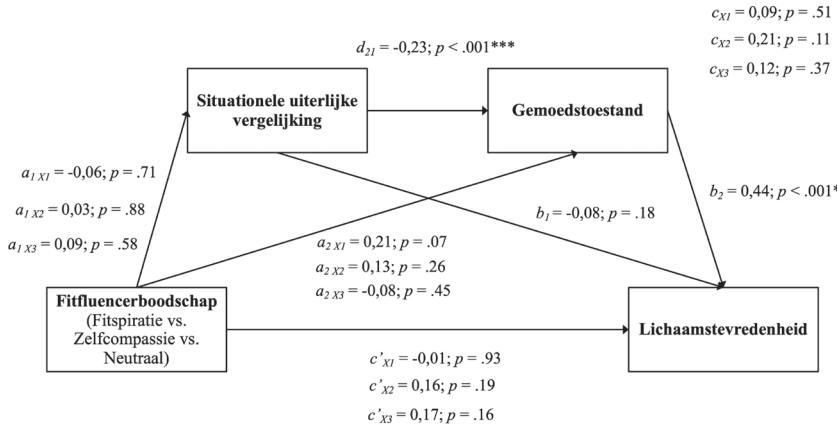 c_X1 = 0,09; p = .51
c_X2 = 0,21; p = .11
c_X3 = 0,12; p = .37
d_21 = -0,23; p < .001***
Situationele uiterlijke
vergelijking
Gemoedstoestand
a_1 X1 = -0,06; p = .71
a_1 X2 = 0,03; p = .88
a_1 X3 = 0,09; p = .58
b_2 = 0,44; p < .001*
b_1 = -0,08; p = .18
a_2 X1 = 0,21; p = .07
a_2 X2 = 0,13; p = .26
a_2 X3 = -0,08; p = .45
Fitfluencerboodschap
(Fitspiratie vs.
Zelfcompassie vs.
Neutraal)
Lichaamstevredenheid
c'_X1 = -0,01; p = .93
c'_X2 = 0,16; p = .19
c'_X3 = 0,17; p = .16